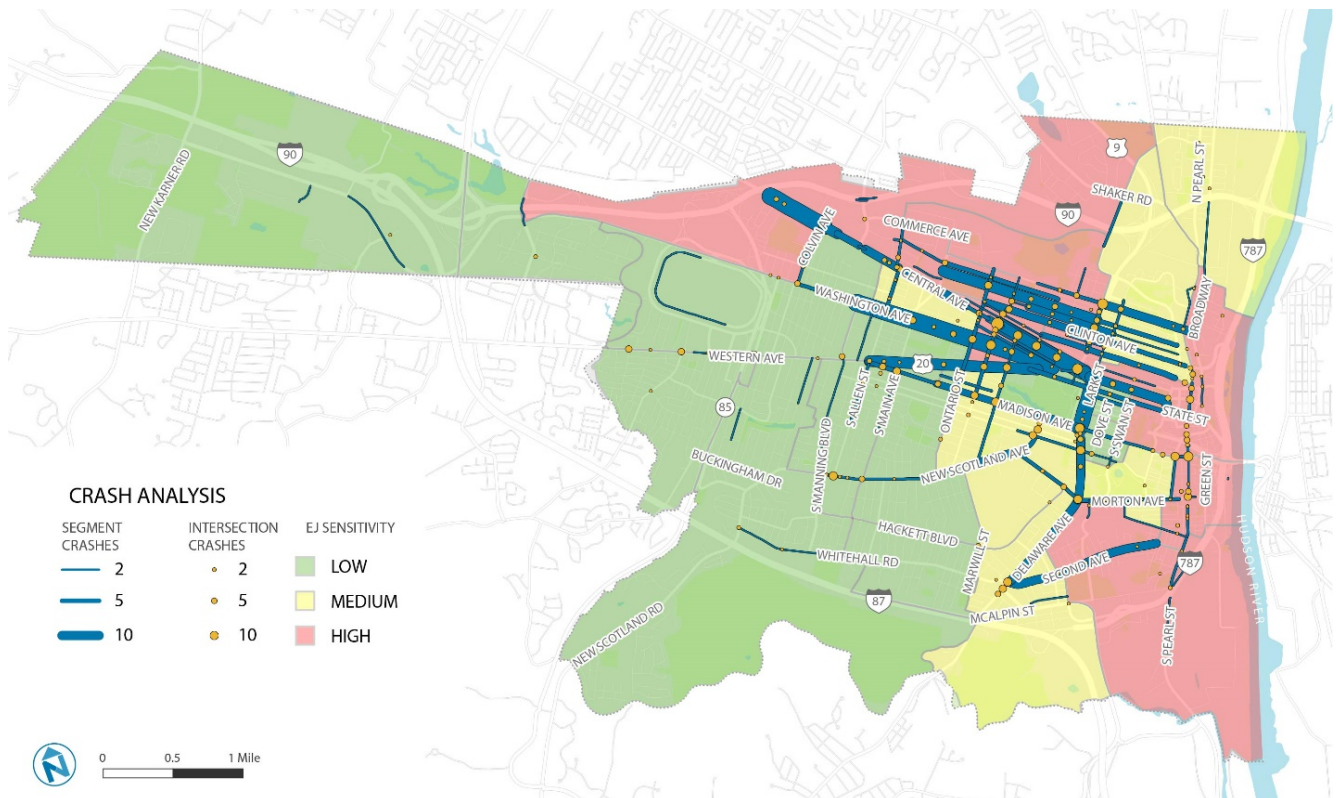 90
NEW KARNER RD
9
N PEARL ST
SHAKER RD
90
787
COMMERCE AVE
COLVIN AVE
CENTRAL AVE
WASHINGTON AVE
BROADWAY
CLINTON AVE
WESTERN AVE
20
LARK ST
S ALLEN ST
S MAIN AVE
ONTARIO ST
MADISON AVE
DOVE ST
S SWAN ST
STATE ST
85
BUCKINGHAM DR
S MANNING BLVD
NEW SCOTLAND AVE
GREEN ST
MORTON AVE
HACKETT BLVD
WHITEHALL RD
MARWILL ST
DELAWARE AVE
SECOND AVE
787
HUDSON RIVER
87
MCALPIN ST
S PEARL ST
NEW SCOTLAND RD
CRASH ANALYSIS
SEGMENT
CRASHES
2
5
10
INTERSECTION
CRASHES
2
5
10
EJ SENSITIVITY
LOW
MEDIUM
HIGH
N
0 0.5 1 Mile